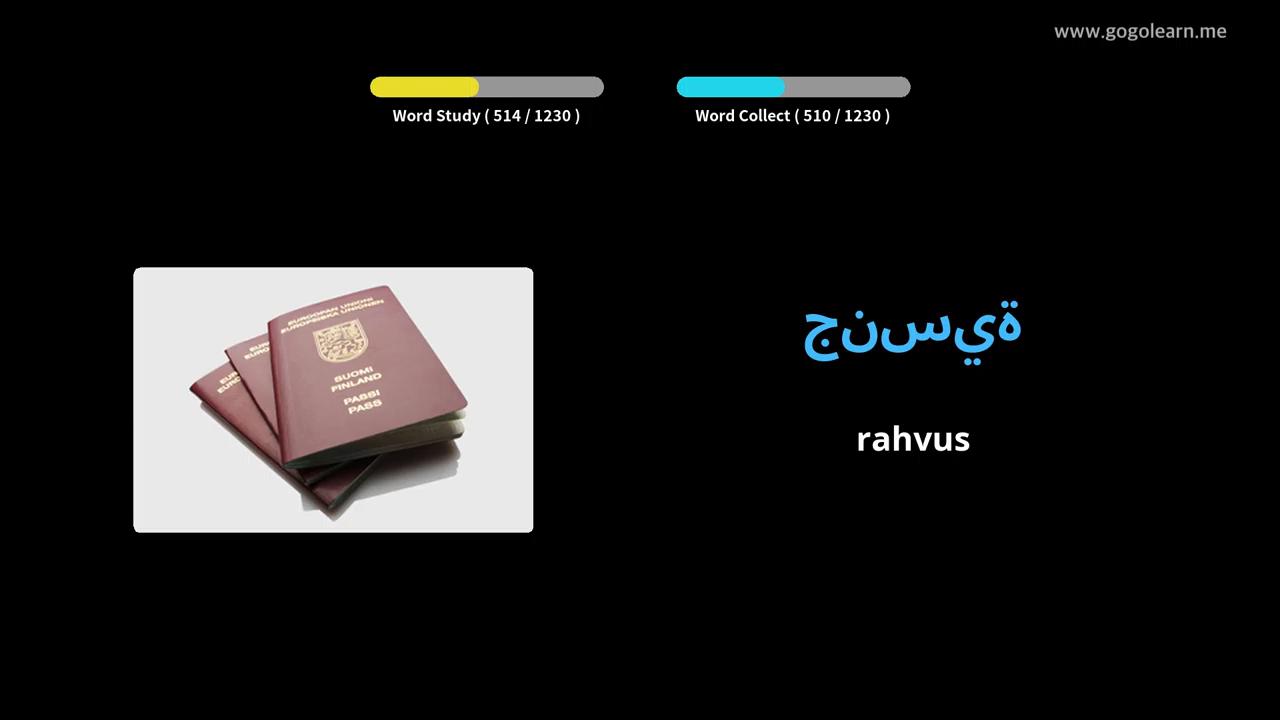 www.gogolearn.me
Word Study ( 514 / 1230 )
Word Collect ( 510 / 1230 )
EUROOPAN UNIONI
EUROPEISKA UNIONEN
SUOMI
FINLAND
PASSI
PASS
جنسية
rahvus